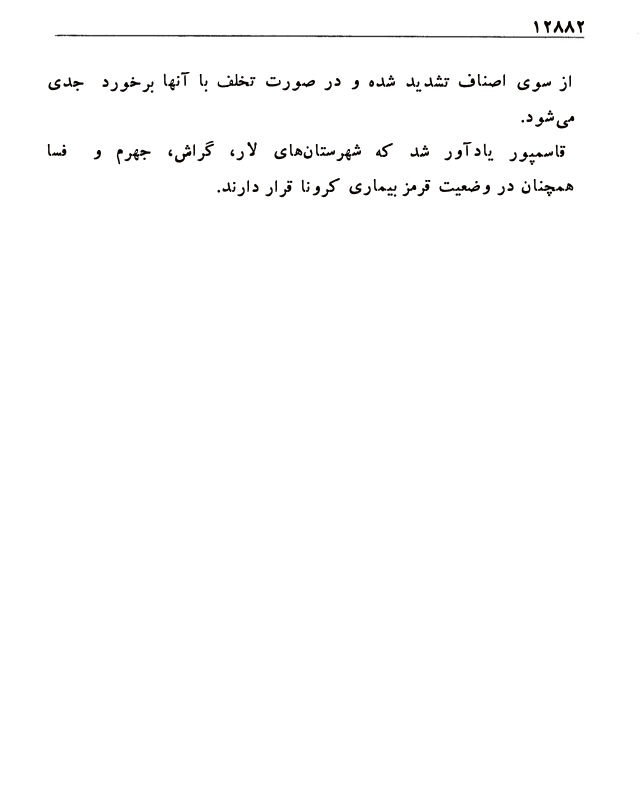 ۱۲۸۸۲
از سوی اصناف تشدید شده و در صورت تخلف با آنها برخورد جدی
می‌شود.
قاسمپور یادآور شد که شهرستان‌های لار، گراش، جهرم و فسا
همچنان در وضعیت قرمز بیماری کرونا قرار دارند.